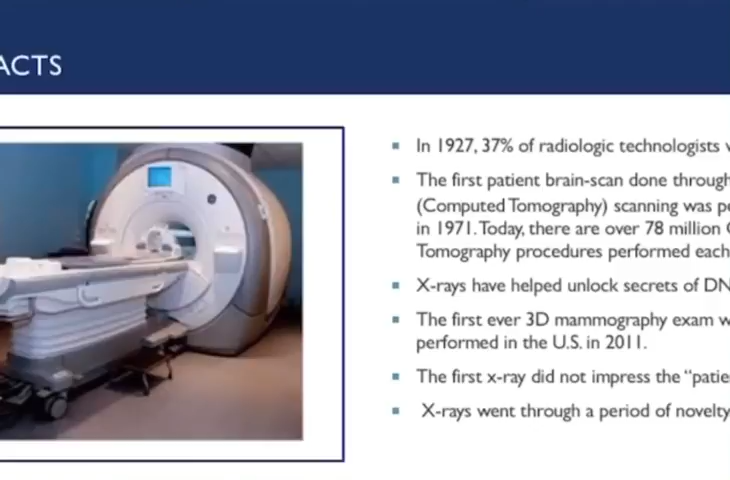 ACTS
In 1927, 37% of radiologic technologists
The first patient brain-scan done through
(Computed Tomography) scanning was
in 1971. Today, there are over 78 million
Tomography procedures performed each
X-rays have helped unlock secrets of
The first ever 3D mammography exam
performed in the U.S. in 2011.
The first x-ray did not impress the
X-rays went through a period of novelty